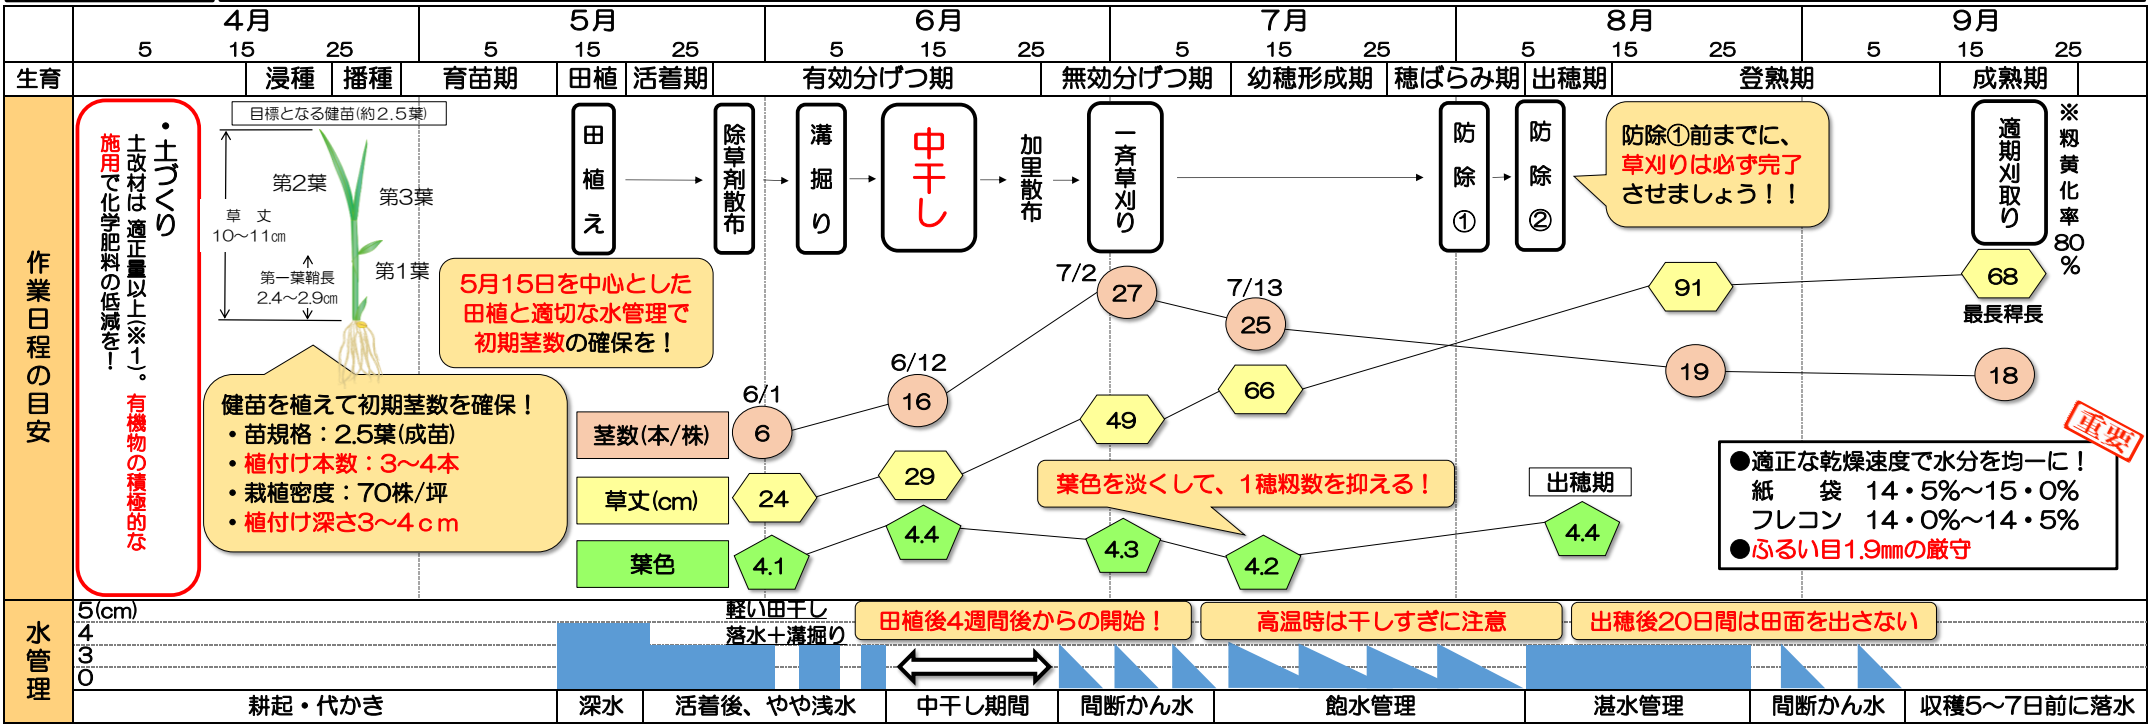 4月 5月 6月 7月 8月 9月
5 15 25 5 15 25 5 15 25 5 15 25 5 15 25 5 15 25
生育 浸種 播種 育苗期 田植 活着期 有効分げつ期 無効分げつ期 幼穂形成期 穂ばらみ期 出穂期 登熟期 成熟期
作業日程の目安
・土づくり
土改材は 適正量以上(※1)。有機物の積極的な
施用で化学肥料の低減を！
目標となる健苗(約2.5葉)
第2葉
第3葉
草 丈
10～11㎝
第1葉
第一葉鞘長
2.4～2.9㎝
健苗を植えて初期茎数を確保！
・苗規格：2.5葉(成苗)
・植付け本数：3～4本
・栽植密度：70株/坪
・植付け深さ3～4ｃｍ
田植え
除草剤散布
溝掘り
中干し
加里散布
一斉草刈り
防除①
防除②
防除①前までに、
草刈りは必ず完了
させましょう！！
適期刈取り
※籾黄化率80%
5月15日を中心とした
田植と適切な水管理で
初期茎数の確保を！
茎数(本/株)
6/1
6
6/12
16
7/2
27
7/13
25
19
18
草丈(cm)
24
29
49
66
91
68
最長稈長
葉色
4.1
4.4
4.3
4.2
4.4
出穂期
葉色を淡くして、1穂籾数を抑える！
重要
●適正な乾燥速度で水分を均一に！
紙　　袋　14・5%～15・0%
フレコン　14・0%～14・5%
●ふるい目1.9㎜の厳守
水管理
5(cm)
4
3
0
軽い田干し
落水＋溝掘り
田植後4週間後からの開始！
高温時は干しすぎに注意
出穂後20日間は田面を出さない
耕起・代かき 深水 活着後、やや浅水 中干し期間 間断かん水 飽水管理 湛水管理 間断かん水 収穫5～7日前に落水